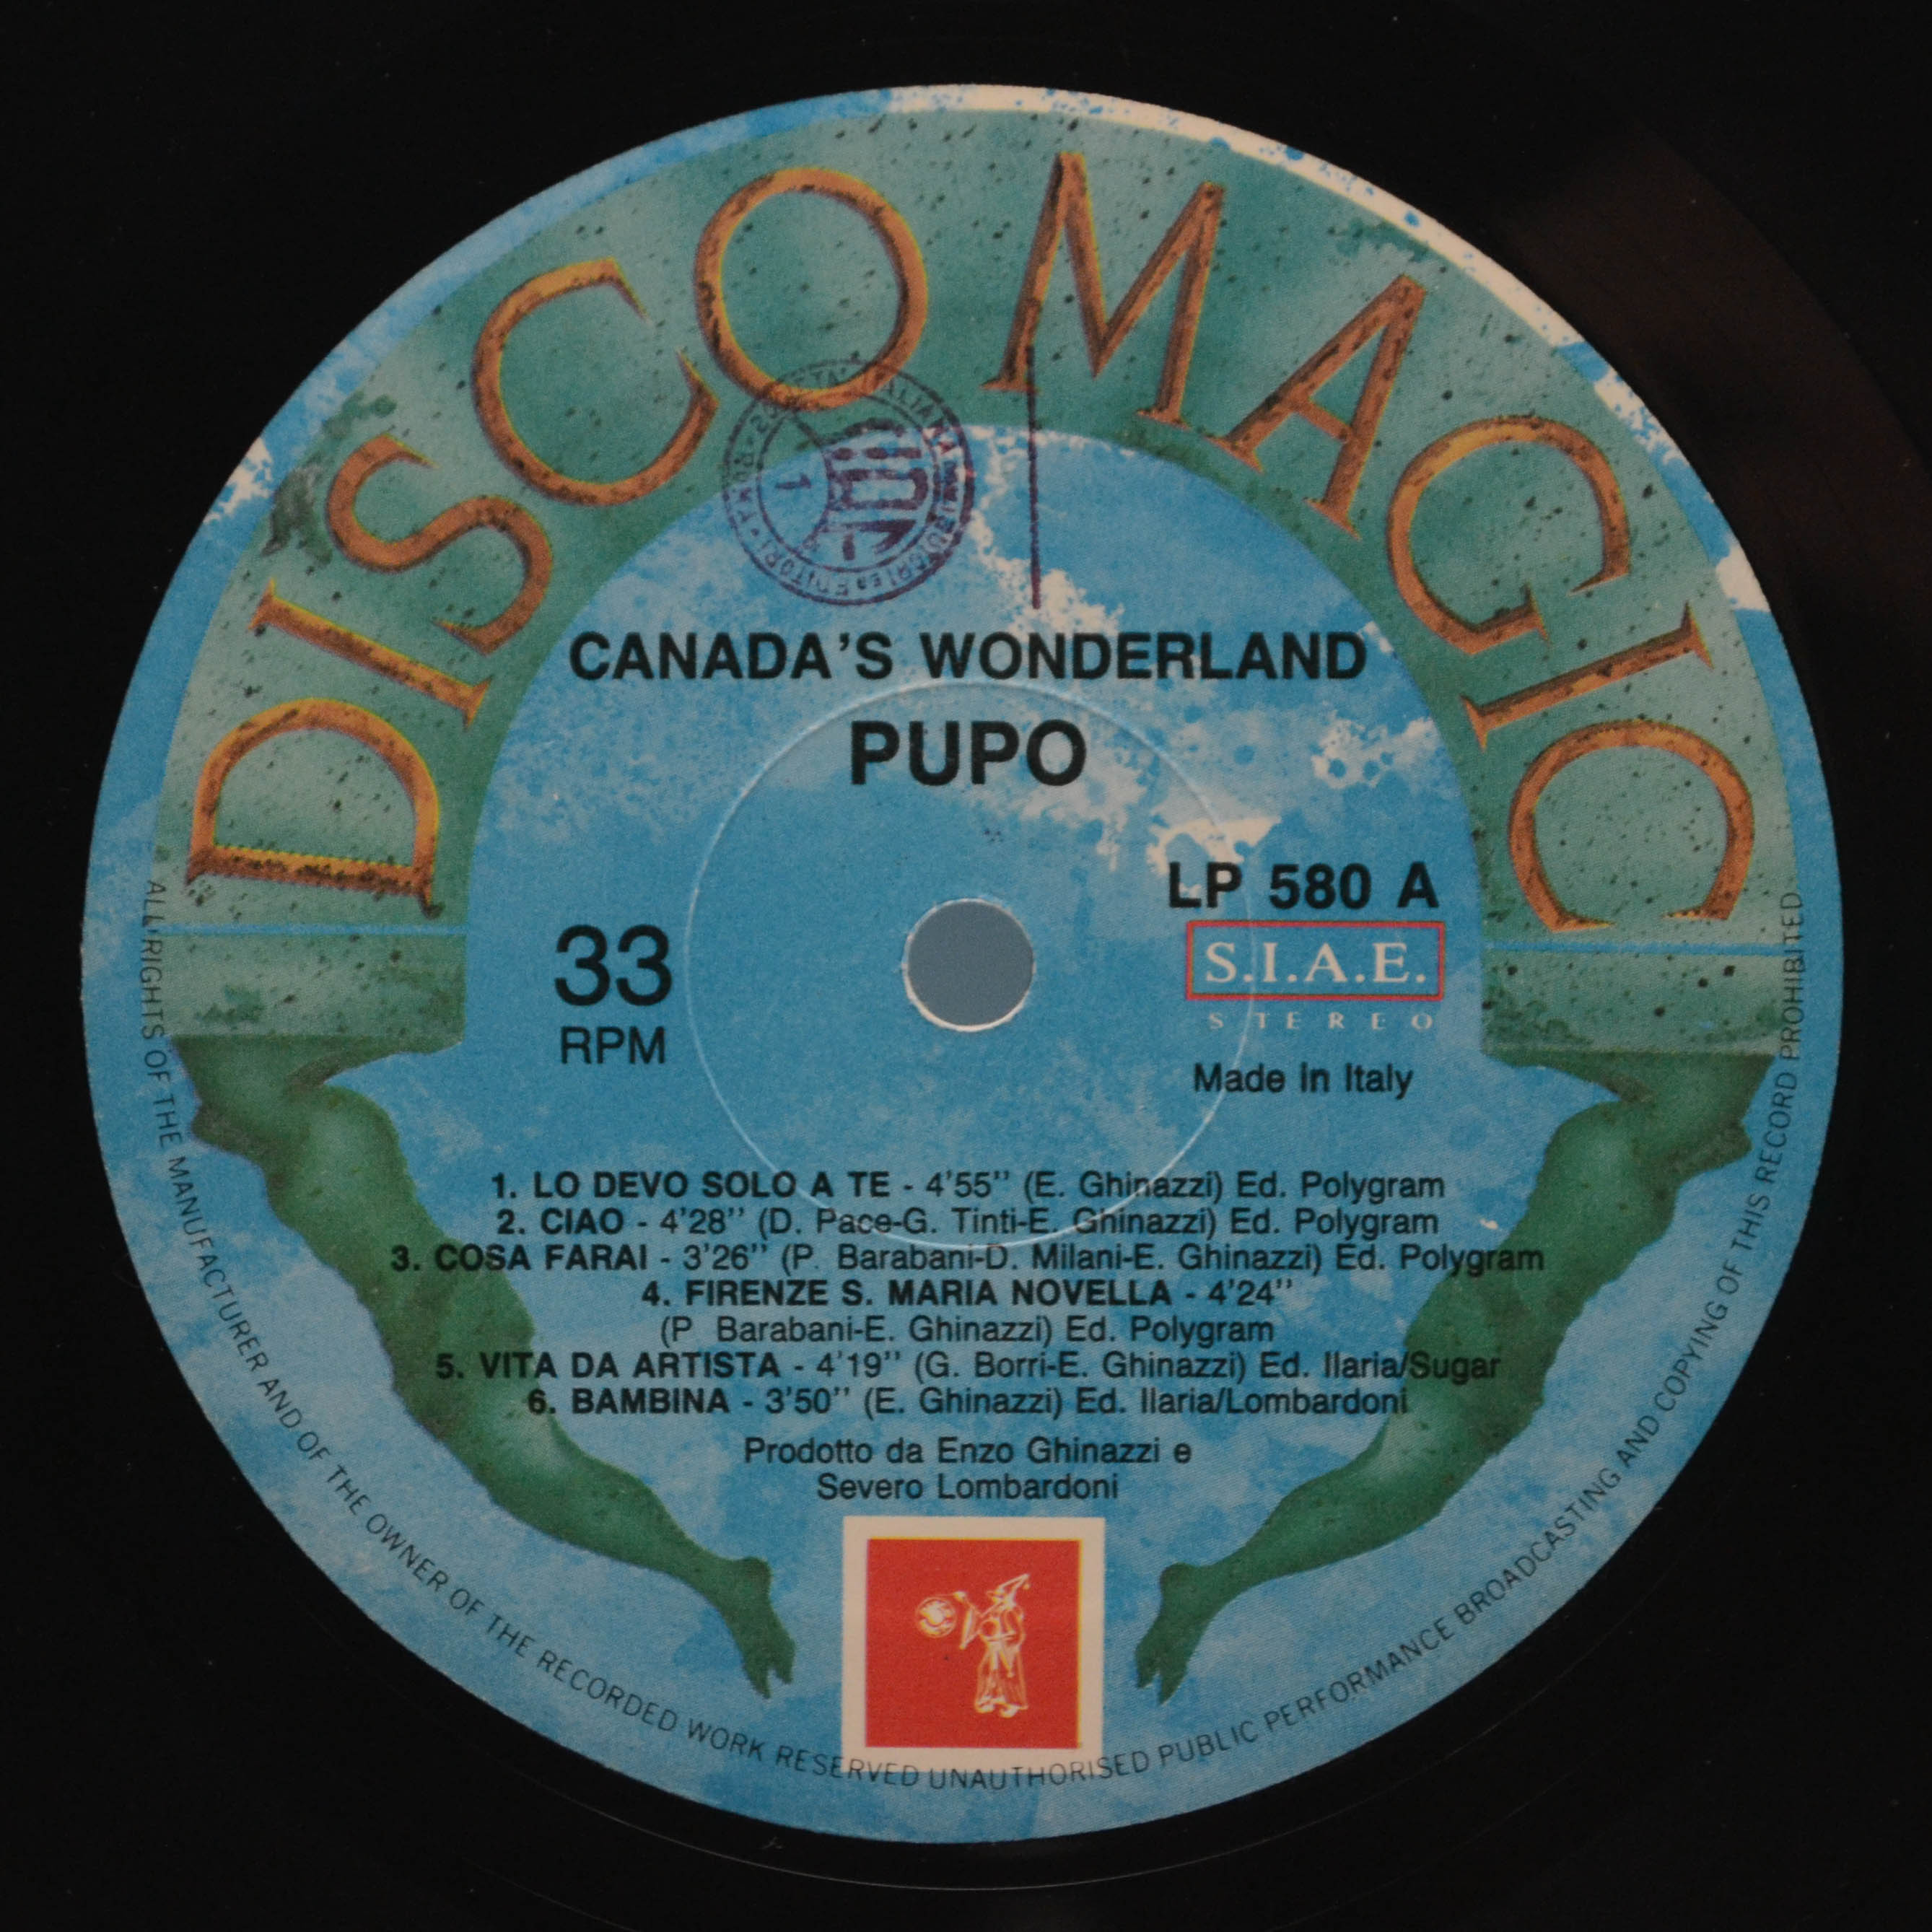 DISCOMAGIC
CANADA'S WONDERLAND
PUPO
LP 580 A
33
RPM
S.I.A.E.
STEREO
Made in Italy
1. LO DEVO SOLO A TE - 4'55'' (E. Ghinazzi) Ed. Polygram
2. CIAO - 4'28'' (D. Pace-G. Tinti-E. Ghinazzi) Ed. Polygram
3. COSA FARAI - 3'26'' (P. Barabani-D. Milani-E. Ghinazzi) Ed. Polygram
4. FIRENZE S. MARIA NOVELLA - 4'24''
(P. Barabani-E. Ghinazzi) Ed. Polygram
5. VITA DA ARTISTA - 4'19'' (G. Borri-E. Ghinazzi) Ed. Ilaria/Sugar
6. BAMBINA - 3'50'' (E. Ghinazzi) Ed. Ilaria/Lombardoni
Prodotto da Enzo Ghinazzi e
Severo Lombardoni
ALL RIGHTS OF THE MANUFACTURER AND OF THE OWNER OF THE RECORDED WORK RESERVED UNAUTHORISED PUBLIC PERFORMANCE BROADCASTING AND COPYING OF THIS RECORD PROHIBITED